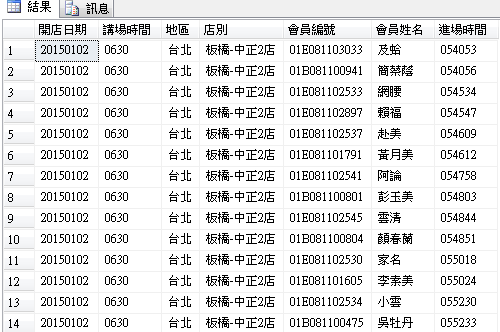 結果 訊息
開店日期 講場時間 地區 店別 會員編號 會員姓名 進場時間
1 20150102 0630 台北 板橋-中正2店 01E081103033 及蛤 054053
2 20150102 0630 台北 板橋-中正2店 01B081100941 簡蔡蔭 054056
3 20150102 0630 台北 板橋-中正2店 01E081102533 網腰 054534
4 20150102 0630 台北 板橋-中正2店 01E081102897 賴福 054547
5 20150102 0630 台北 板橋-中正2店 01E081102537 赴美 054609
6 20150102 0630 台北 板橋-中正2店 01E081101791 黃月美 054612
7 20150102 0630 台北 板橋-中正2店 01E081102541 阿論 054758
8 20150102 0630 台北 板橋-中正2店 01B081100801 彭玉美 054803
9 20150102 0630 台北 板橋-中正2店 01E081102545 雲清 054844
10 20150102 0630 台北 板橋-中正2店 01B081100804 顏春蘭 054851
11 20150102 0630 台北 板橋-中正2店 01E081102530 家名 055018
12 20150102 0630 台北 板橋-中正2店 01E081101605 李素美 055024
13 20150102 0630 台北 板橋-中正2店 01E081102534 小雲 055230
14 20150102 0630 台北 板橋-中正2店 01B081100475 吳牡丹 055233